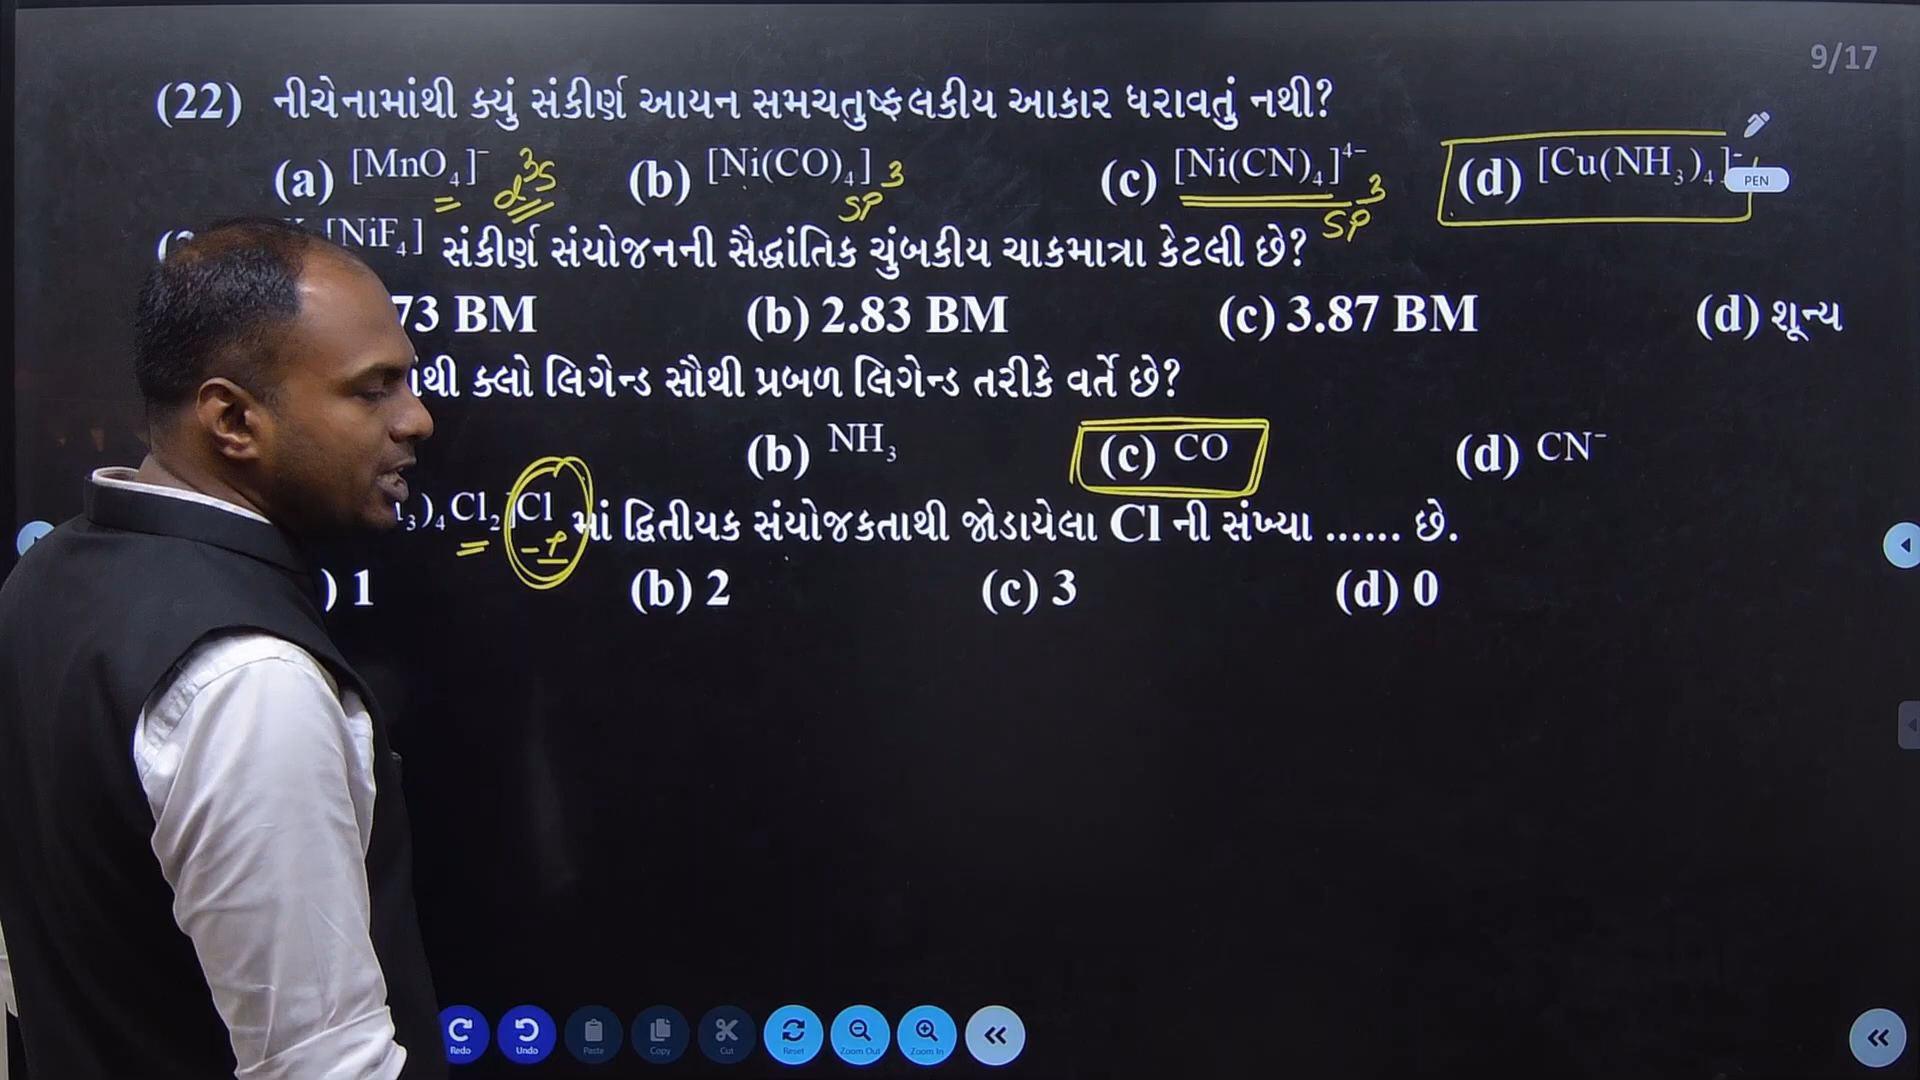 9/17
(22) નીચેનામાંથી ક્યું સંકીર્ણ આયન સમચતુષ્ફલકીય આકાર ધરાવતું નથી?
(a) [MnO₄]⁻ d³s (b) [Ni(CO)₄] sp³ (c) [Ni(CN)₄]⁴⁻ sp³ (d) [Cu(NH₃)₄]
PEN
[NiF₄] સંકીર્ણ સંયોજનની સૈદ્ધાંતિક ચુંબકીય ચાકમાત્રા કેટલી છે?
73 BM (b) 2.83 BM (c) 3.87 BM (d) શૂન્ય
ક્લો લિગેન્ડ સૌથી પ્રબળ લિગેન્ડ તરીકે વર્તે છે?
(b) NH₃ (c) CO (d) CN⁻
₃)₄Cl₂]Cl માં દ્વિતીયક સંયોજકતાથી જોડાયેલા Cl ની સંખ્યા ...... છે.
) 1 (b) 2 (c) 3 (d) 0
Redo Undo Paste Copy Cut Reset Zoom Out Zoom In